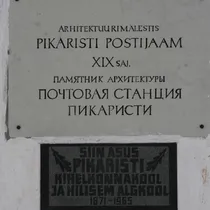 ARHITEKTUURIMÄLESTIS
PIKARISTI POSTIJAAM
XIX SAJ.
ПАМЯТНИК АРХИТЕКТУРЫ
ПОЧТОВАЯ СТАНЦИЯ
ПИКАРИСТИ
SIIN ASUS
PIKARISTI
KIHELKONNAKOOL
JA HILISEM ALGKOOL
1871-1965